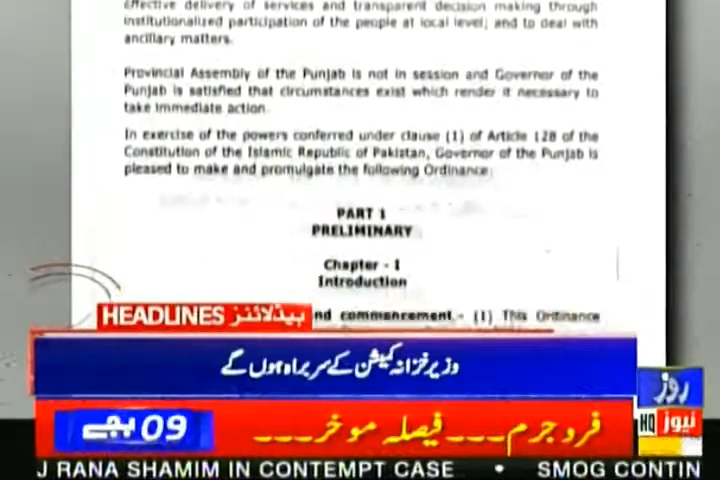 Effective delivery of services and transparent decision making through
institutionalized participation of the people at local level; and to deal with
ancillary matters.
Provincial Assembly of the Punjab is not in session and Governor of the
Punjab is satisfied that circumstances exist which render it necessary to
take immediate action.
In exercise of the powers conferred under clause (1) of Article 128 of the
Constitution of the Islamic Republic of Pakistan, Governor of the Punjab is
pleased to make and promulgate the following Ordinance:
PART 1
PRELIMINARY
Chapter - I
Introduction
nd commencement.- (1) This Ordinance
HEADLINES ہیڈلائنز
وزیر خزانہ کمیشن کے سربراہ ہوں گے
روز
نیوز HQ
فرد جرم۔۔۔فیصلہ موخر۔۔۔
09 بجے
J RANA SHAMIM IN CONTEMPT CASE • SMOG CONTIN